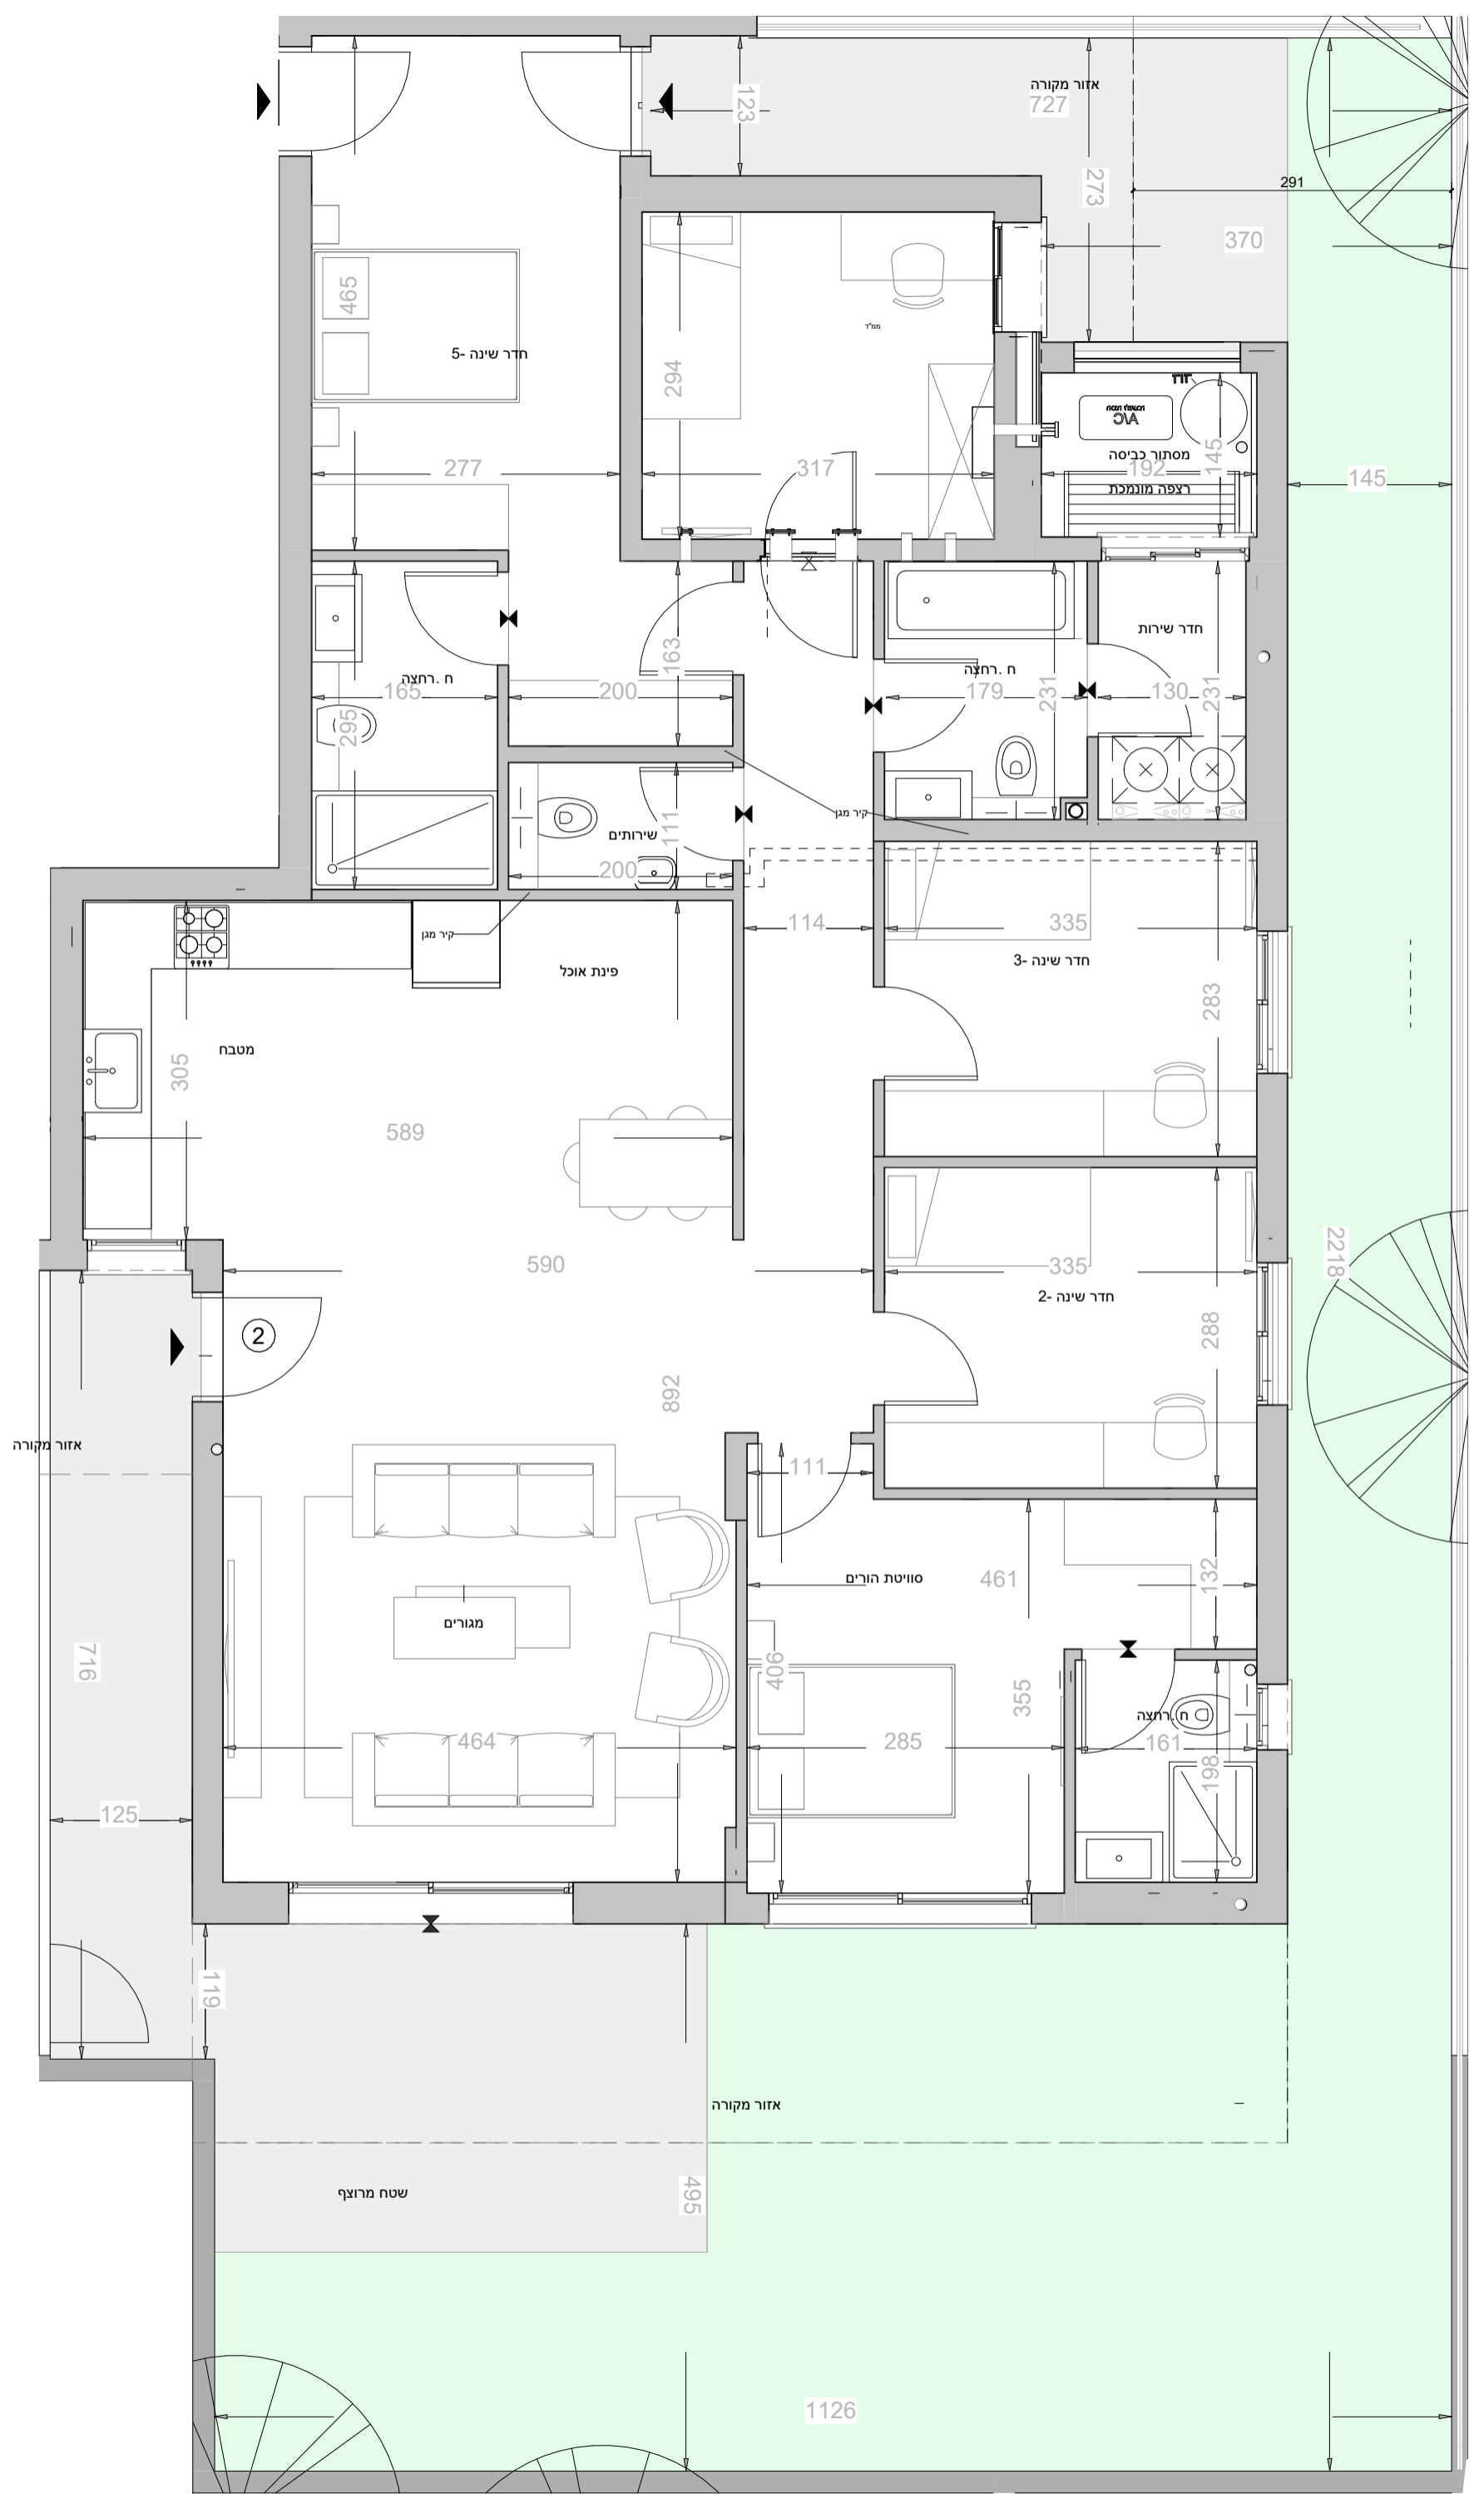 אזור מקורה
727
123
273
291
370
465
חדר שינה -5
ממ"ד
294
277
317
A/C
145
מסתור כביסה
192
רצפה מונמכת
145
חדר שירות
163
ח .רחצה
165
200
295
ח .רחצה
179
231
130
231
קיר מגן
שירותים
111
200
114
335
קיר מגן
פינת אוכל
חדר שינה -3
283
מטבח
305
589
590
335
2218
חדר שינה -2
288
2
892
אזור מקורה
111
סוויטת הורים
461
132
מגורים
716
406
355
ח .רחצה
464
285
161
198
125
119
אזור מקורה
שטח מרוצף
495
1126